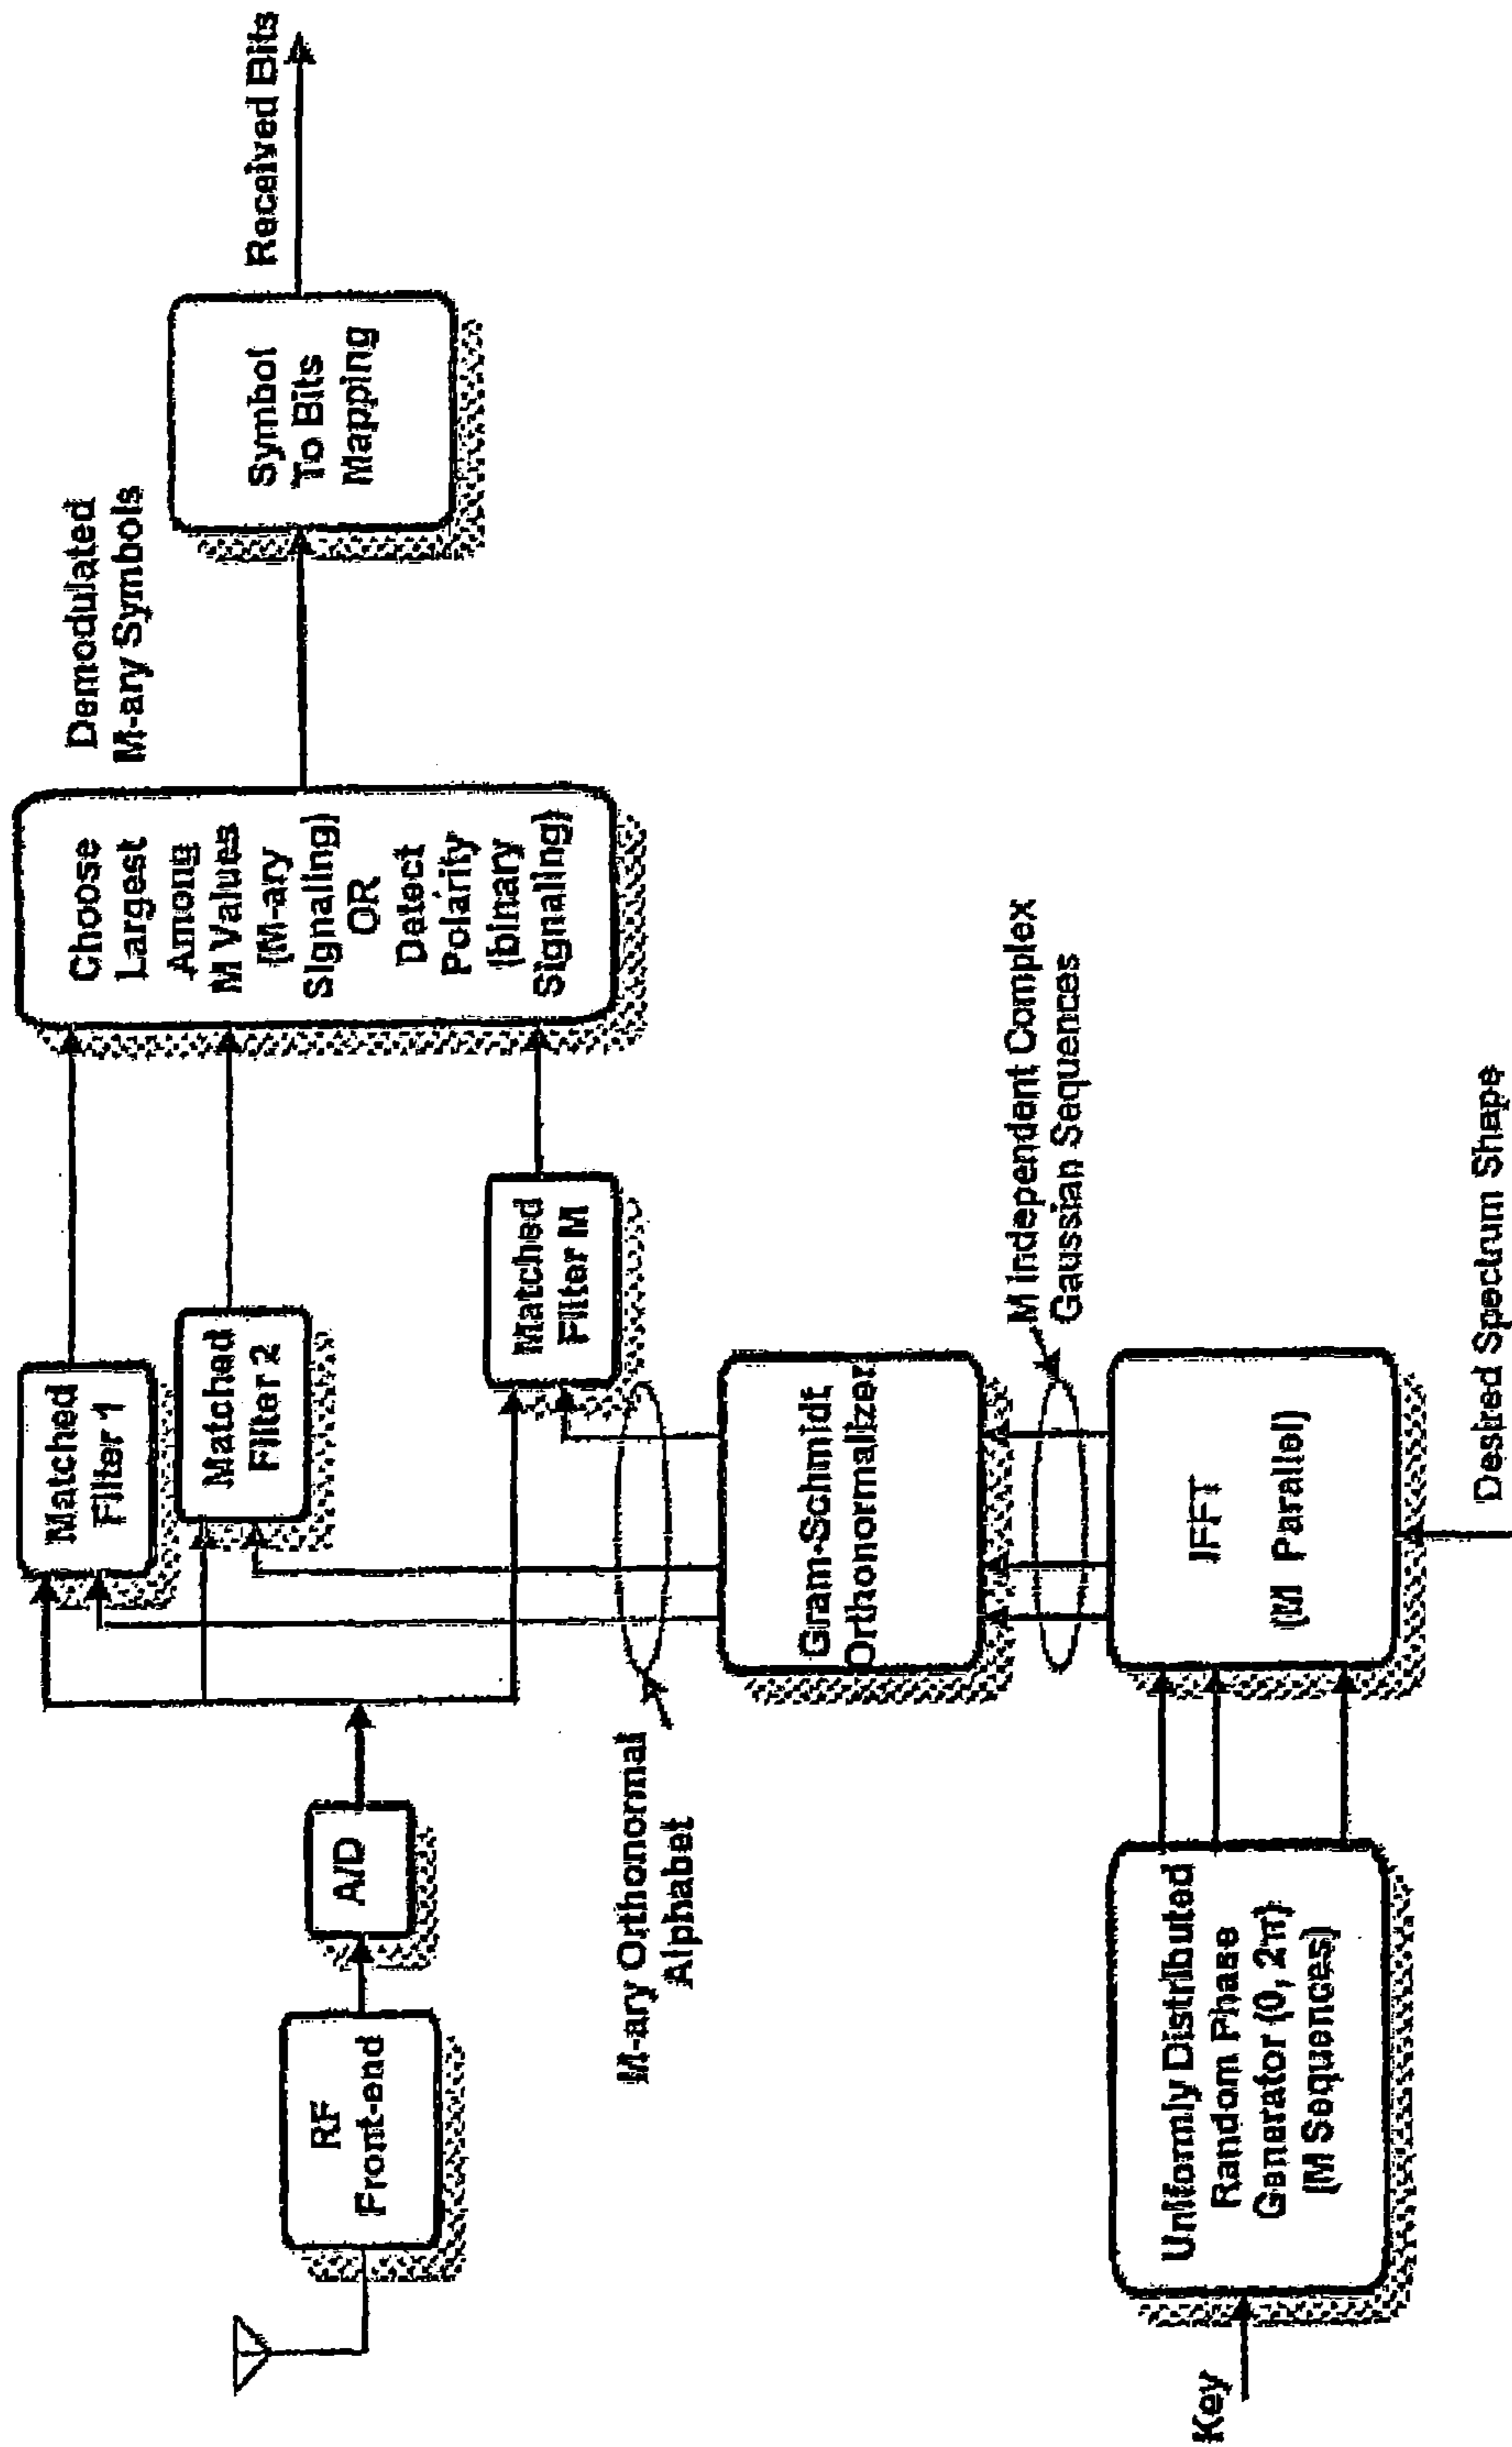 RF
Front-end
A/D
Matched
Filter 1
Matched
Filter 2
Matched
Filter M
Choose
Largest
Among
M Values
(M-ary
Signaling)
OR
Detect
Polarity
(binary
Signaling)
Demodulated
M-ary Symbols
Symbol
To Bits
Mapping
Received Bits
M-ary Orthonormal
Alphabet
Gram-Schmidt
Orthonormalizer
M Independent Complex
Gaussian Sequences
Key
Uniformly Distributed
Random Phase
Generator (0, 2π)
(M Sequences)
IFFT
(M Parallel)
Desired Spectrum Shape